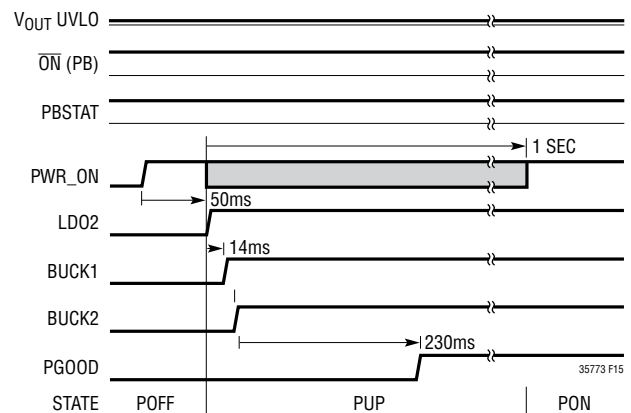 VOUT UVLO
ON (PB)
PBSTAT
1 SEC
PWR_ON
50ms
LDO2
14ms
BUCK1
BUCK2
230ms
PGOOD
35773 F15
STATE POFF PUP PON